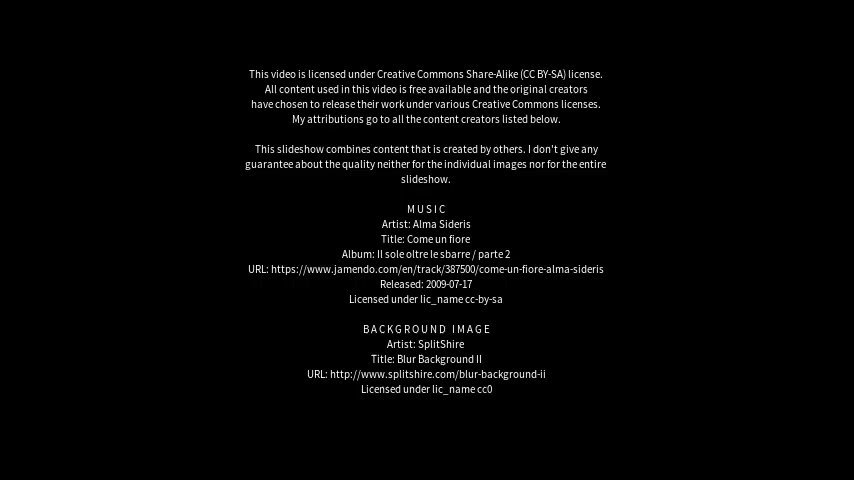 This video is licensed under Creative Commons Share-Alike (CC BY-SA) license.
All content used in this video is free available and the original creators
have chosen to release their work under various Creative Commons licenses.
My attributions go to all the content creators listed below.
This slideshow combines content that is created by others. I don't give any
guarantee about the quality neither for the individual images nor for the entire
slideshow.
MUSIC
Artist: Alma Sideris
Title: Come un fiore
Album: Il sole oltre le sbarre / parte 2
URL: https://www.jamendo.com/en/track/387500/come-un-fiore-alma-sideris
Released: 2009-07-17
Licensed under lic_name cc-by-sa
BACKGROUND IMAGE
Artist: SplitShire
Title: Blur Background II
URL: http://www.splitshire.com/blur-background-ii
Licensed under lic_name cc0